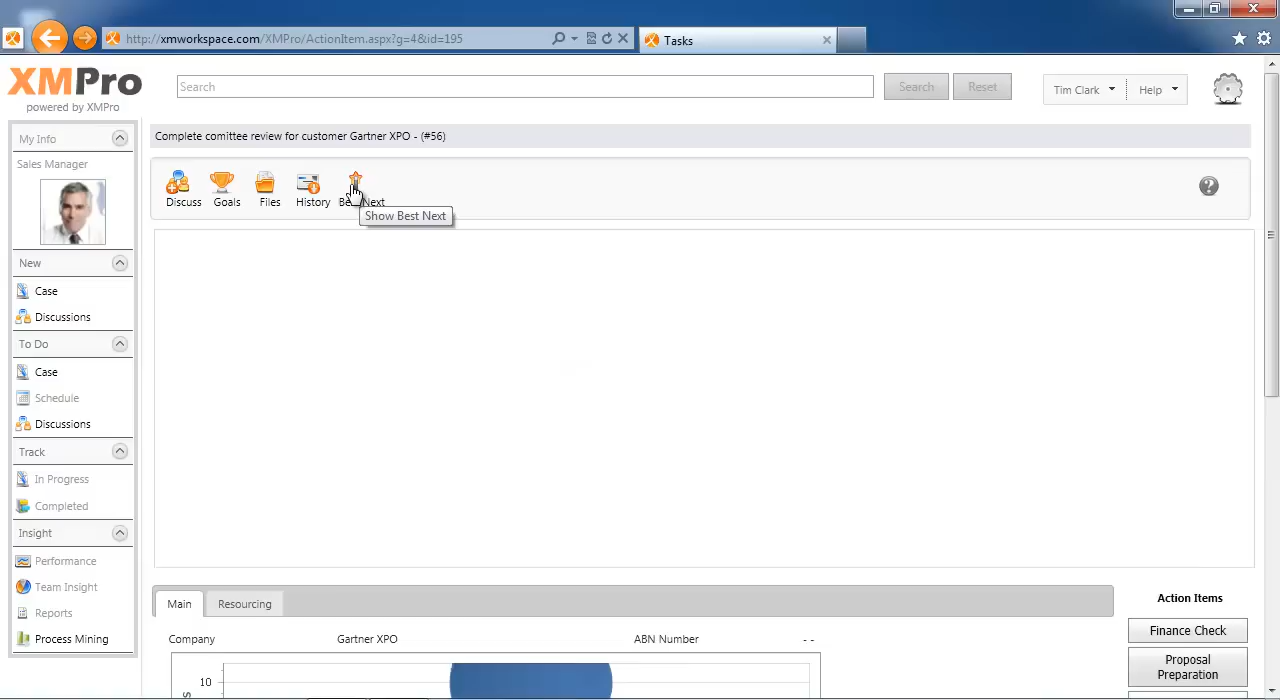 http://xmworkspace.com/XMPro/ActionItem.aspx?g=4&id=195
Tasks
XMPro
powered by XMPro
Search
Search
Reset
Tim Clark
Help
My Info
Sales Manager
New
Case
Discussions
To Do
Case
Schedule
Discussions
Track
In Progress
Completed
Insight
Performance
Team Insight
Reports
Process Mining
Complete comittee review for customer Gartner XPO - (#56)
Discuss
Goals
Files
History
Best Next
Show Best Next
Main
Resourcing
Company
Gartner XPO
ABN Number
- -
10
Action Items
Finance Check
Proposal
Preparation